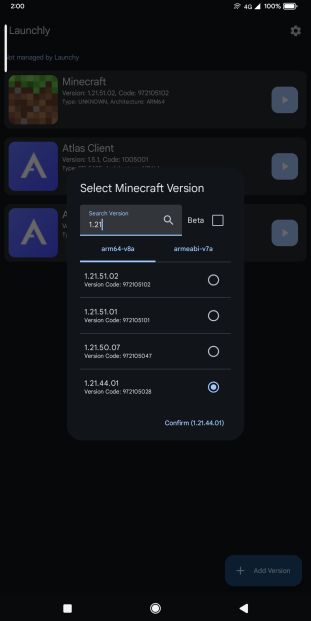 2:00
4G
100%
Launchly
not managed by Launchy
Minecraft
Version: 1.21.51.02, Code: 972105102
Type: UNKNOWN, Architecture: ARM64
Atlas Client
Version: 1.5.1, Code: 1005001
Select Minecraft Version
Search Version
1.21
Beta
arm64-v8a
armeabi-v7a
1.21.51.02
Version Code: 972105102
1.21.51.01
Version Code: 972105101
1.21.50.07
Version Code: 972105047
1.21.44.01
Version Code: 972105028
Confirm (1.21.44.01)
+ Add Version